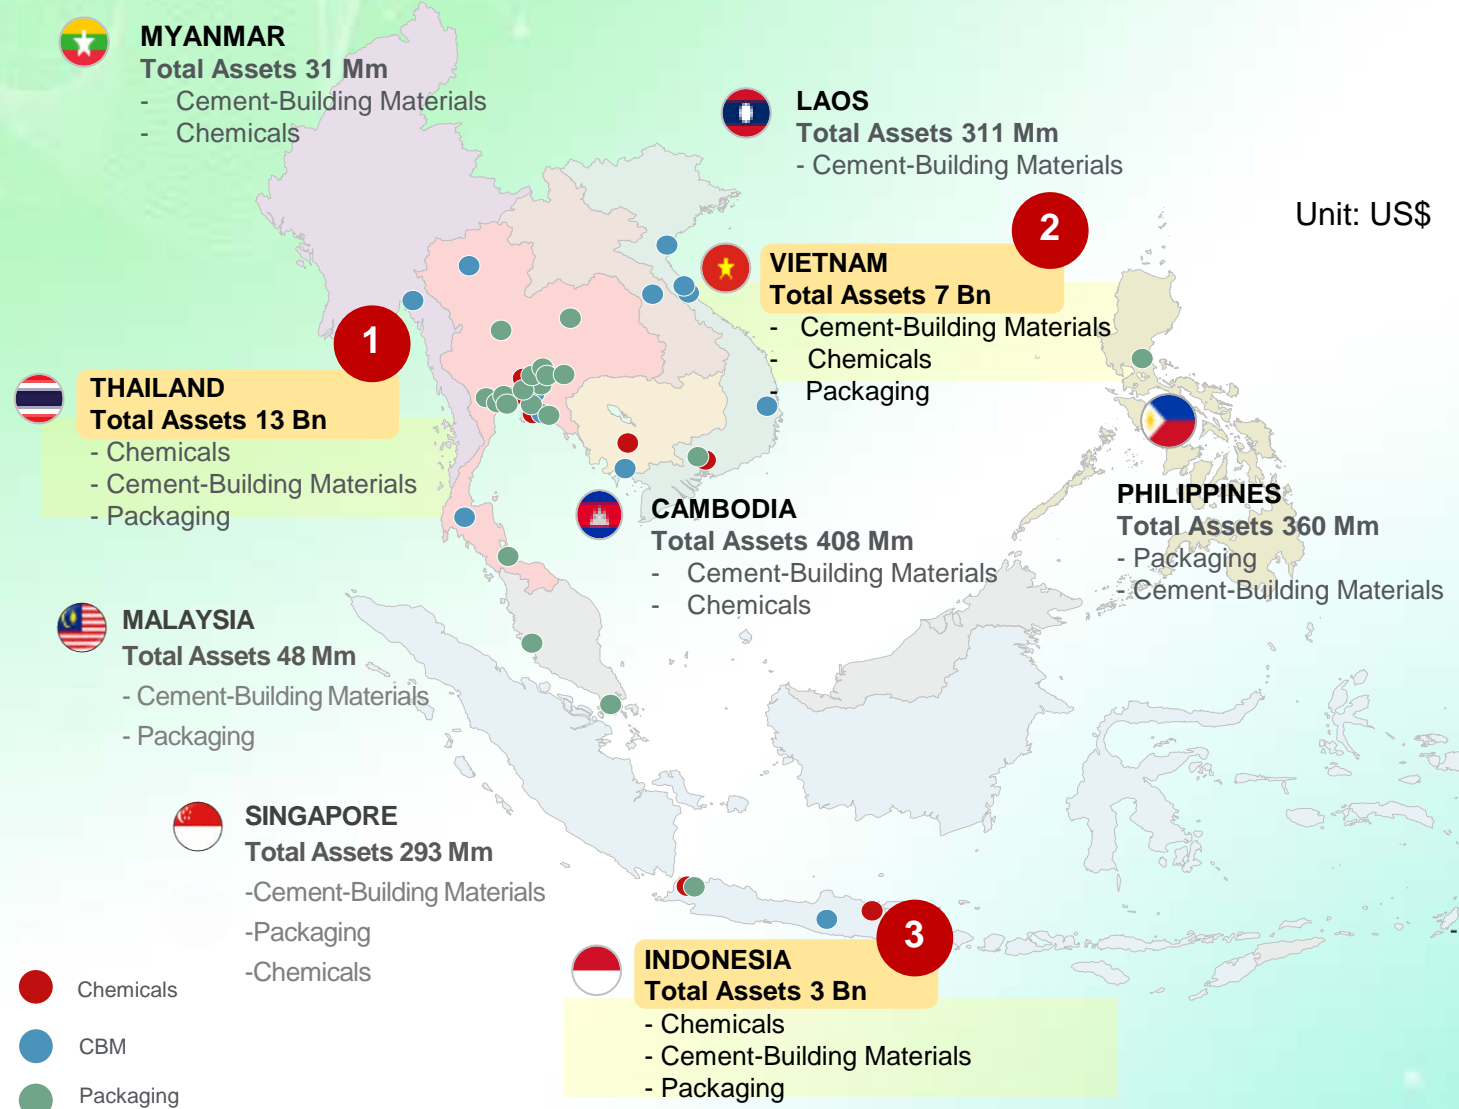 MYANMAR
Total Assets 31 Mm
- Cement-Building Materials
- Chemicals
LAOS
Total Assets 311 Mm
- Cement-Building Materials
Unit: US$
2
VIETNAM
Total Assets 7 Bn
- Cement-Building Materials
- Chemicals
- Packaging
1
THAILAND
Total Assets 13 Bn
- Chemicals
- Cement-Building Materials
- Packaging
CAMBODIA
Total Assets 408 Mm
- Cement-Building Materials
- Chemicals
PHILIPPINES
Total Assets 360 Mm
- Packaging
- Cement-Building Materials
MALAYSIA
Total Assets 48 Mm
- Cement-Building Materials
- Packaging
SINGAPORE
Total Assets 293 Mm
-Cement-Building Materials
-Packaging
-Chemicals
3
INDONESIA
Total Assets 3 Bn
- Chemicals
- Cement-Building Materials
- Packaging
-
Chemicals
CBM
Packaging